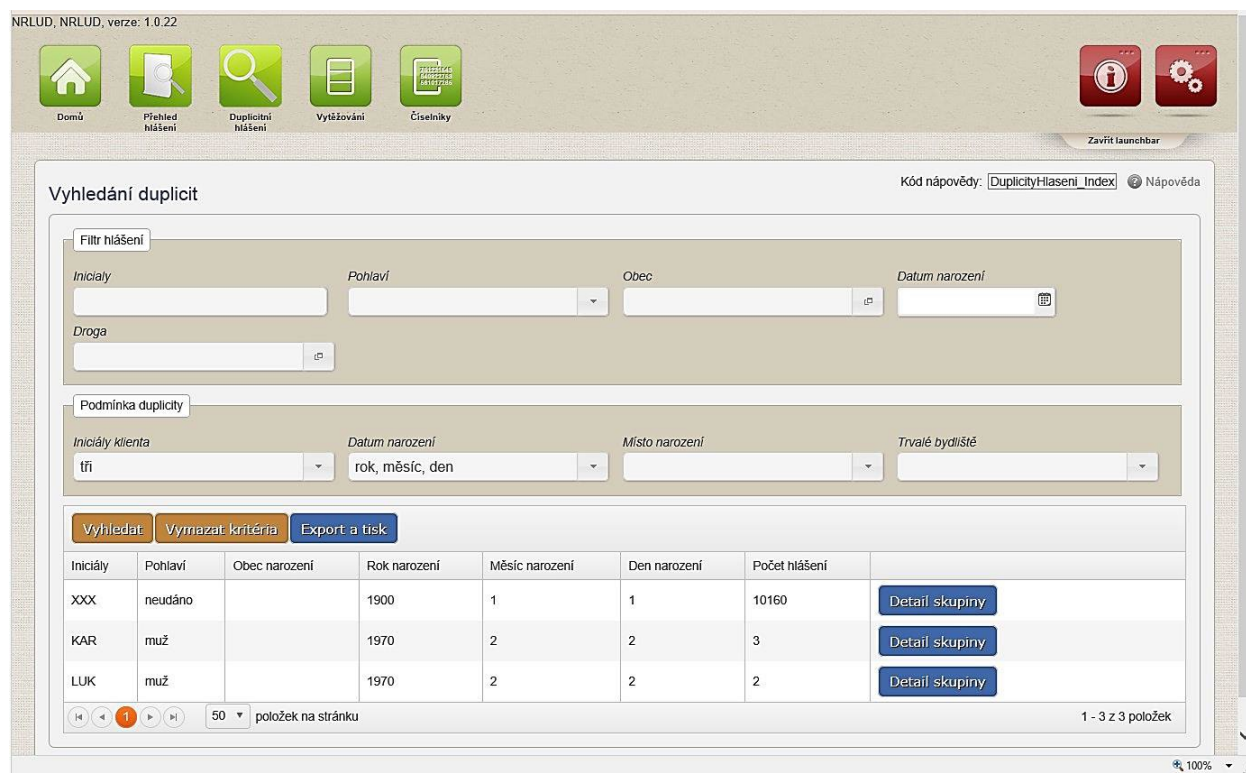 NRLUD, NRLUD, verze: 1.0.22
Domů
Přehled hlášení
Duplicitní hlášení
Vytěžování
Číselníky
Zavřít launchbar
Vyhledání duplicit
Kód nápovědy: DuplicityHlaseni_Index Nápověda
Filtr hlášení
Inicialy Pohlaví Obec Datum narození
Droga
Podmínka duplicity
Iniciály klienta Datum narození Místo narození Trvalé bydliště
tři rok, měsíc, den
Vyhledat Vymazat kritéria Export a tisk
Iniciály Pohlaví Obec narození Rok narození Měsíc narození Den narození Počet hlášení
XXX neudáno 1900 1 1 10160 Detail skupiny
KAR muž 1970 2 2 3 Detail skupiny
LUK muž 1970 2 2 2 Detail skupiny
1 50 položek na stránku 1 - 3 z 3 položek
100%